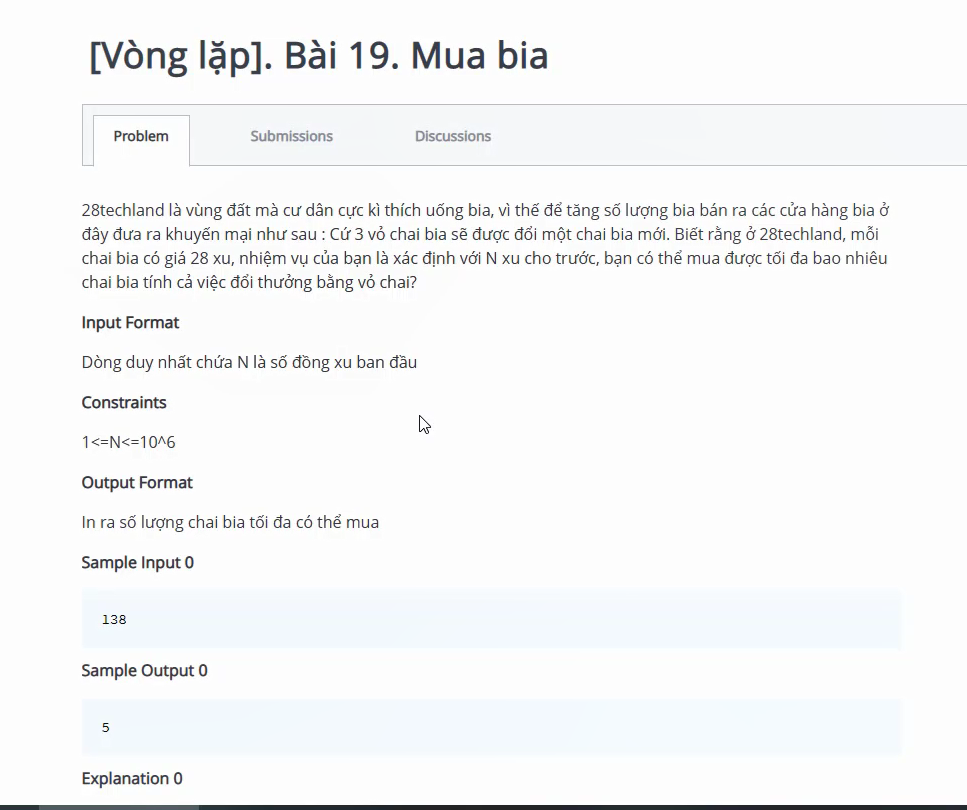 [Vòng lặp]. Bài 19. Mua bia
Problem
Submissions
Discussions
28techland là vùng đất mà cư dân cực kì thích uống bia, vì thế để tăng số lượng bia bán ra các cửa hàng bia ở
đây đưa ra khuyến mại như sau : Cứ 3 vỏ chai bia sẽ được đổi một chai bia mới. Biết rằng ở 28techland, mỗi
chai bia có giá 28 xu, nhiệm vụ của bạn là xác định với N xu cho trước, bạn có thể mua được tối đa bao nhiêu
chai bia tính cả việc đổi thưởng bằng vỏ chai?
Input Format
Dòng duy nhất chứa N là số đồng xu ban đầu
Constraints
1<=N<=10^6
Output Format
In ra số lượng chai bia tối đa có thể mua
Sample Input 0
138
Sample Output 0
5
Explanation 0